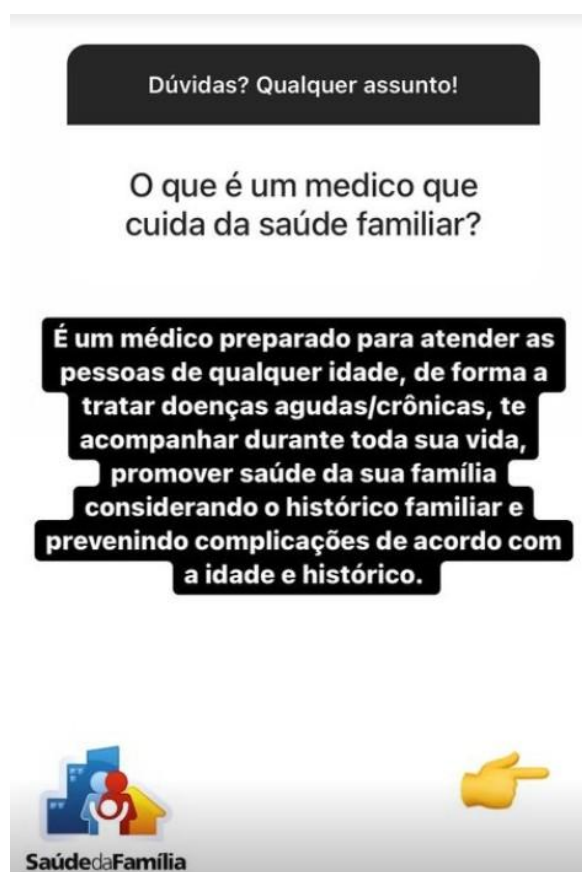 Dúvidas? Qualquer assunto!
O que é um medico que
cuida da saúde familiar?
É um médico preparado para atender as
pessoas de qualquer idade, de forma a
tratar doenças agudas/crônicas, te
acompanhar durante toda sua vida,
promover saúde da sua família
considerando o histórico familiar e
prevenindo complicações de acordo com
a idade e histórico.
SaúdedaFamília